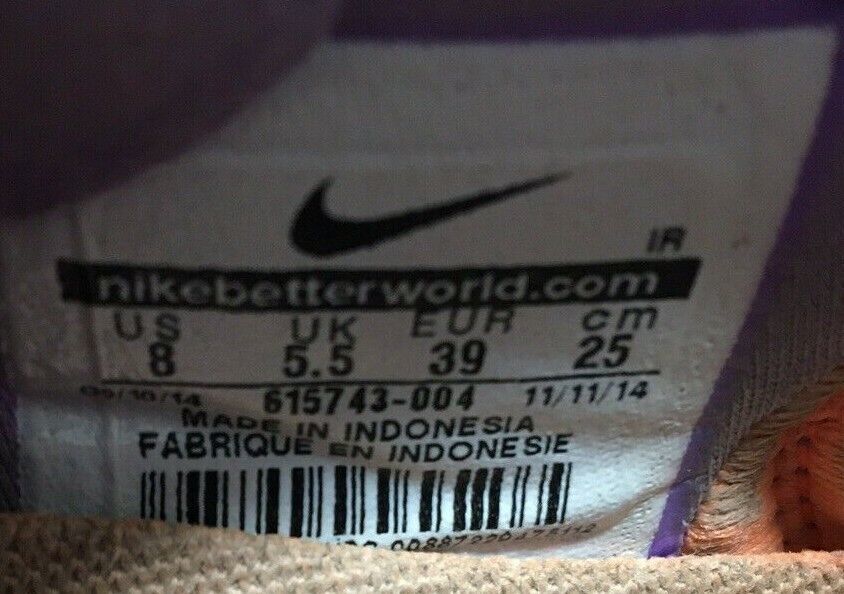 IR
nikebetterworld.com
US UK EUR cm
8 5.5 39 25
615743-004 11/11/14
MADE IN INDONESIA
FABRIQUE EN INDONESIE